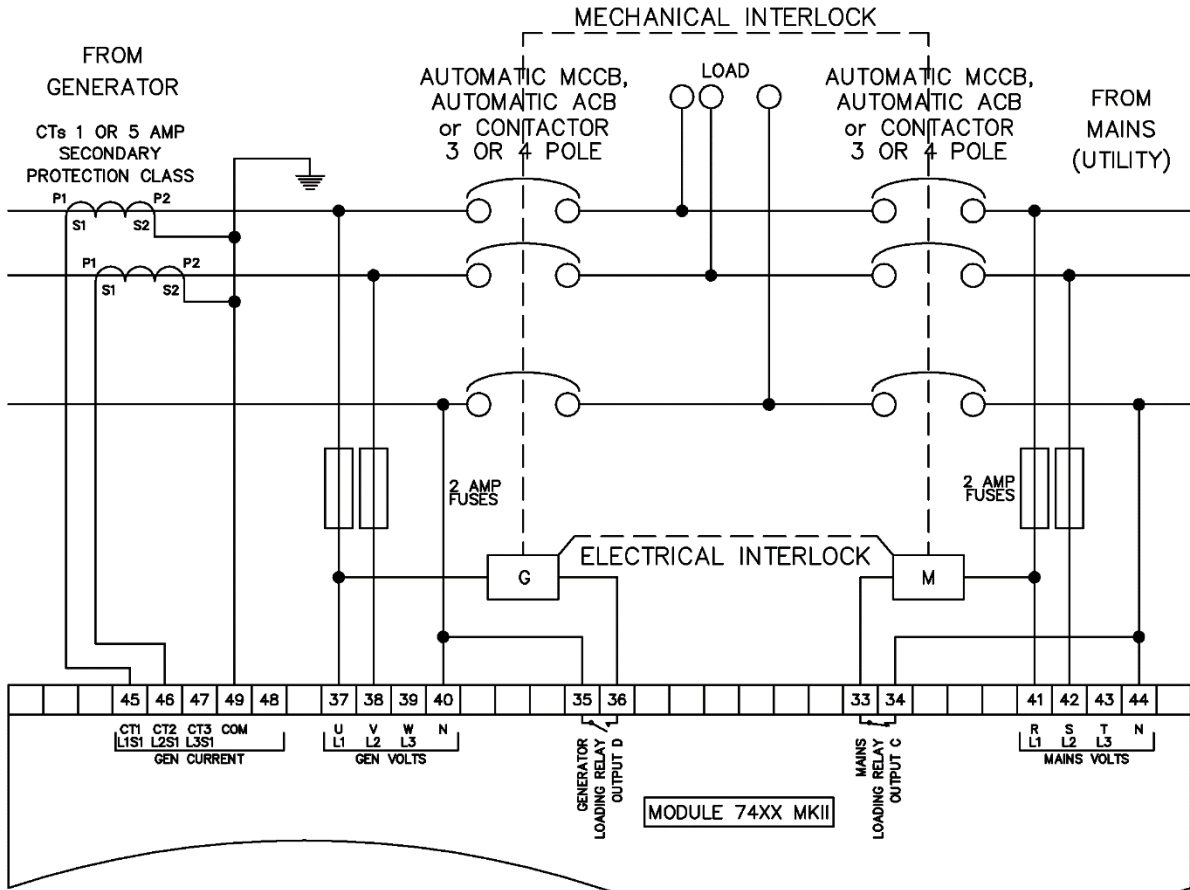 MECHANICAL INTERLOCK
FROM
GENERATOR
CTs 1 OR 5 AMP
SECONDARY
PROTECTION CLASS
AUTOMATIC MCCB,
AUTOMATIC ACB
or CONTACTOR
3 OR 4 POLE
LOAD
AUTOMATIC MCCB,
AUTOMATIC ACB
or CONTACTOR
3 OR 4 POLE
FROM
MAINS
(UTILITY)
P1 P2
S1 S2
P1 P2
S1 S2
2 AMP
FUSES
2 AMP
FUSES
ELECTRICAL INTERLOCK
G
M
45 46 47 49 48 37 38 39 40 35 36 33 34 41 42 43 44
CT1 CT2 CT3 COM
L1S1 L2S1 L3S1
GEN CURRENT
U V W N
L1 L2 L3
GEN VOLTS
GENERATOR
LOADING RELAY
OUTPUT D
MAINS
LOADING RELAY
OUTPUT C
R S T N
L1 L2 L3
MAINS VOLTS
MODULE 74XX MKII